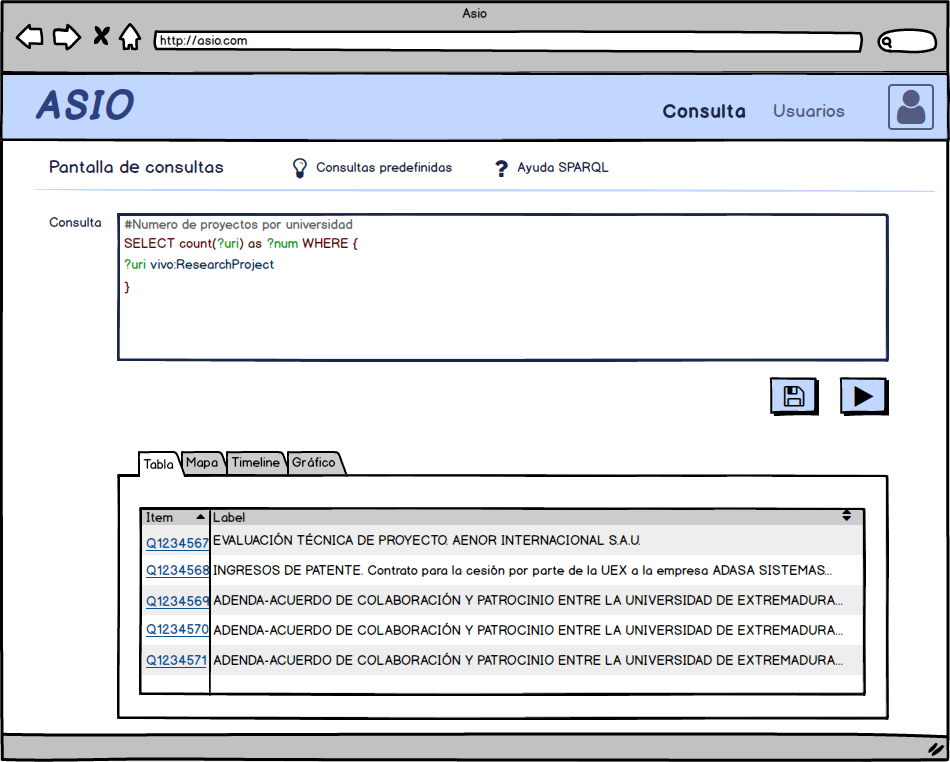 Asio
http://asio.com
ASIO
Consulta
Usuarios
Pantalla de consultas
Consultas predefinidas
? Ayuda SPARQL
Consulta
#Numero de proyectos por universidad
SELECT count(?uri) as ?num WHERE {
?uri vivo:ResearchProject
}
Tabla
Mapa
Timeline
Gráfico
Item
Label
Q1234567 EVALUACIÓN TÉCNICA DE PROYECTO. AENOR INTERNACIONAL S.A.U.
Q1234568 INGRESOS DE PATENTE. Contrato para la cesión por parte de la UEX a la empresa ADASA SISTEMAS...
Q1234569 ADENDA-ACUERDO DE COLABORACIÓN Y PATROCINIO ENTRE LA UNIVERSIDAD DE EXTREMADURA...
Q1234570 ADENDA-ACUERDO DE COLABORACIÓN Y PATROCINIO ENTRE LA UNIVERSIDAD DE EXTREMADURA...
Q1234571 ADENDA-ACUERDO DE COLABORACIÓN Y PATROCINIO ENTRE LA UNIVERSIDAD DE EXTREMADURA...